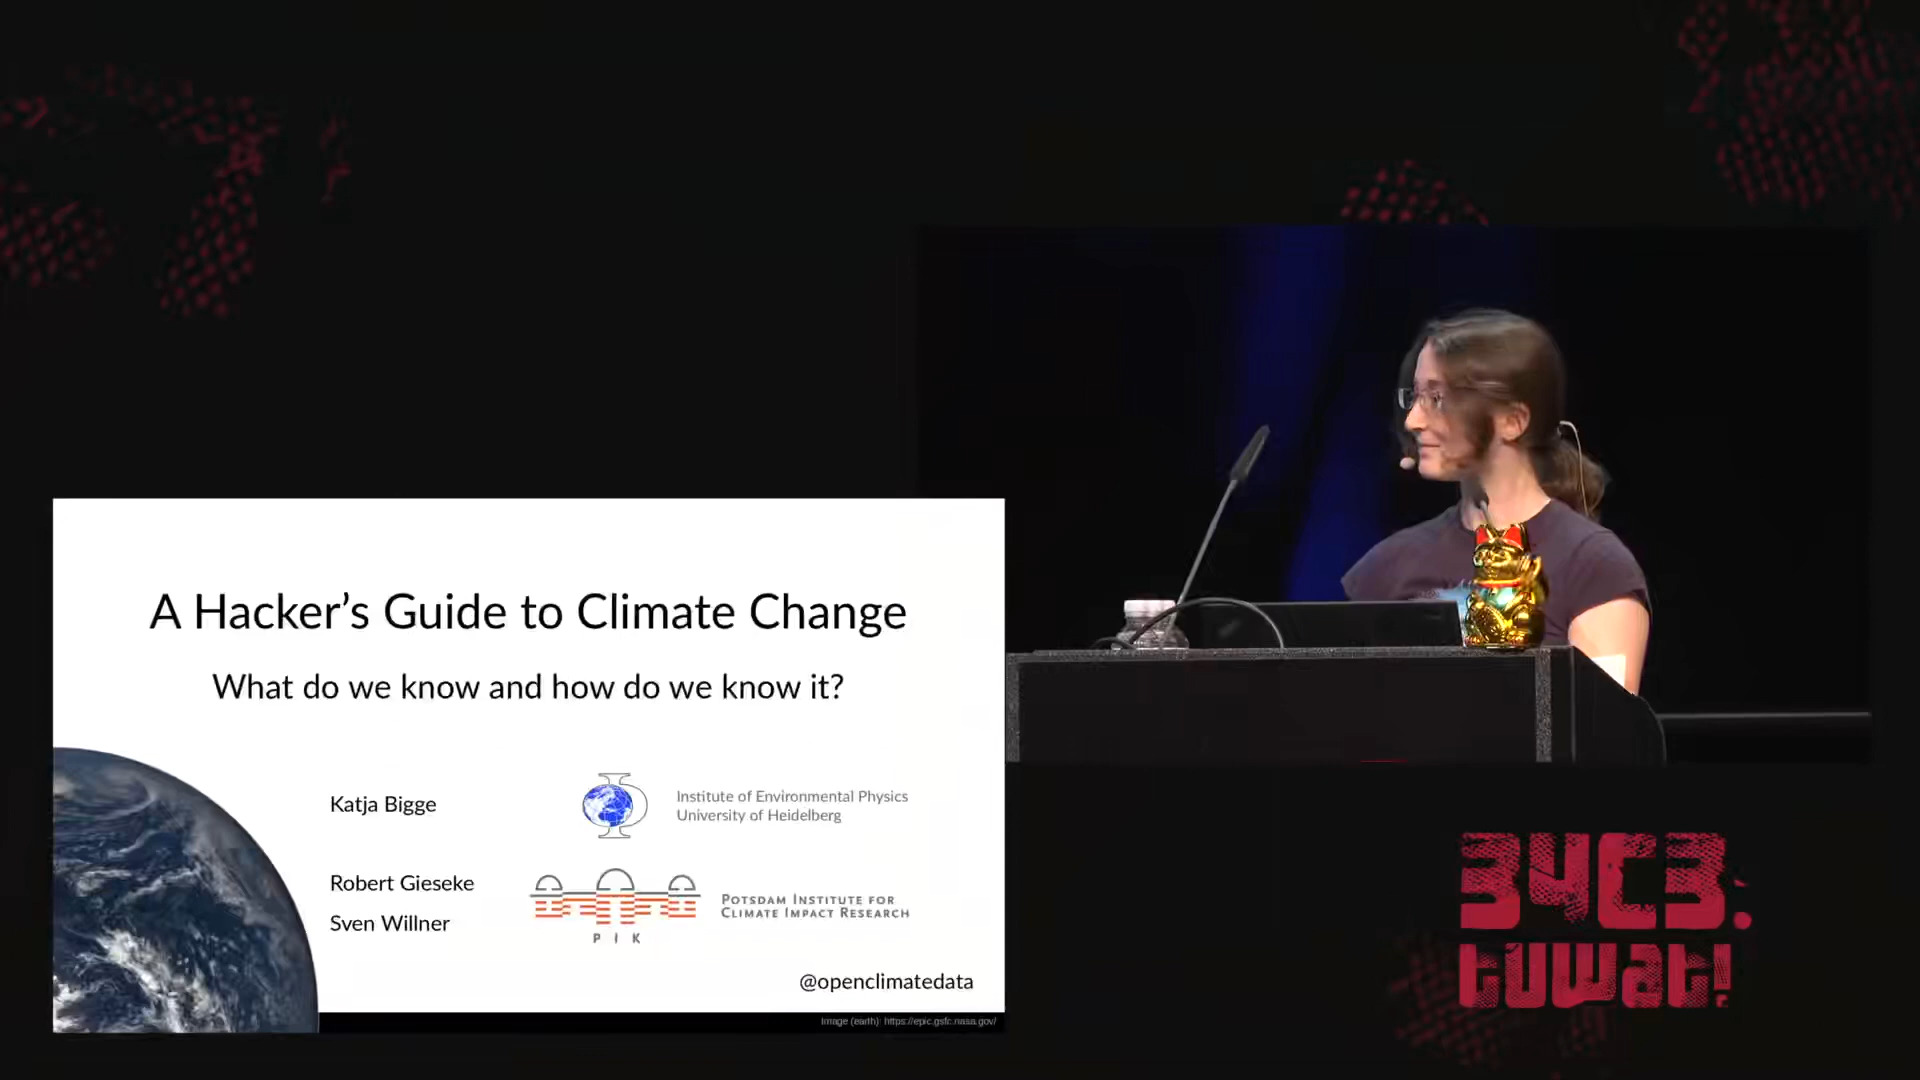 A Hacker's Guide to Climate Change
What do we know and how do we know it?
Katja Bigge
Institute of Environmental Physics
University of Heidelberg
Robert Gieseke
Sven Willner
POTSDAM INSTITUTE FOR
CLIMATE IMPACT RESEARCH
P I K
@openclimatedata
Image (earth): https://epic.gsfc.nasa.gov/
34C3.
tuwat!